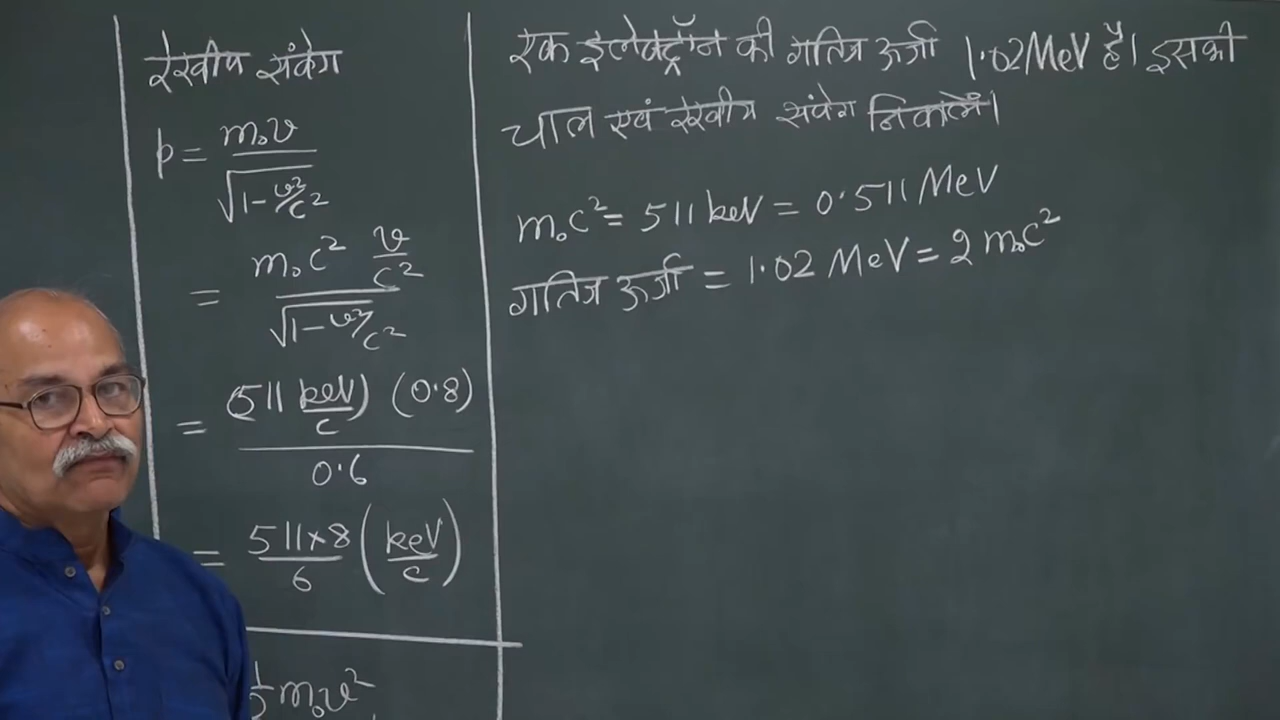 रेखीय संवेग
p = m₀v / √(1-v²/c²)
= m₀c² v/c² / √(1-v²/c²)
= (511 keV/c) (0.8) / 0.6
= 511×8 / 6 (keV/c)
m₀v²
एक इलेक्ट्रॉन की गतिज ऊर्जा 1.02 MeV है। इसकी
चाल एवं रेखीय संवेग निकालें।
m₀c² = 511 keV = 0.511 MeV
गतिज ऊर्जा = 1.02 MeV = 2 m₀c²